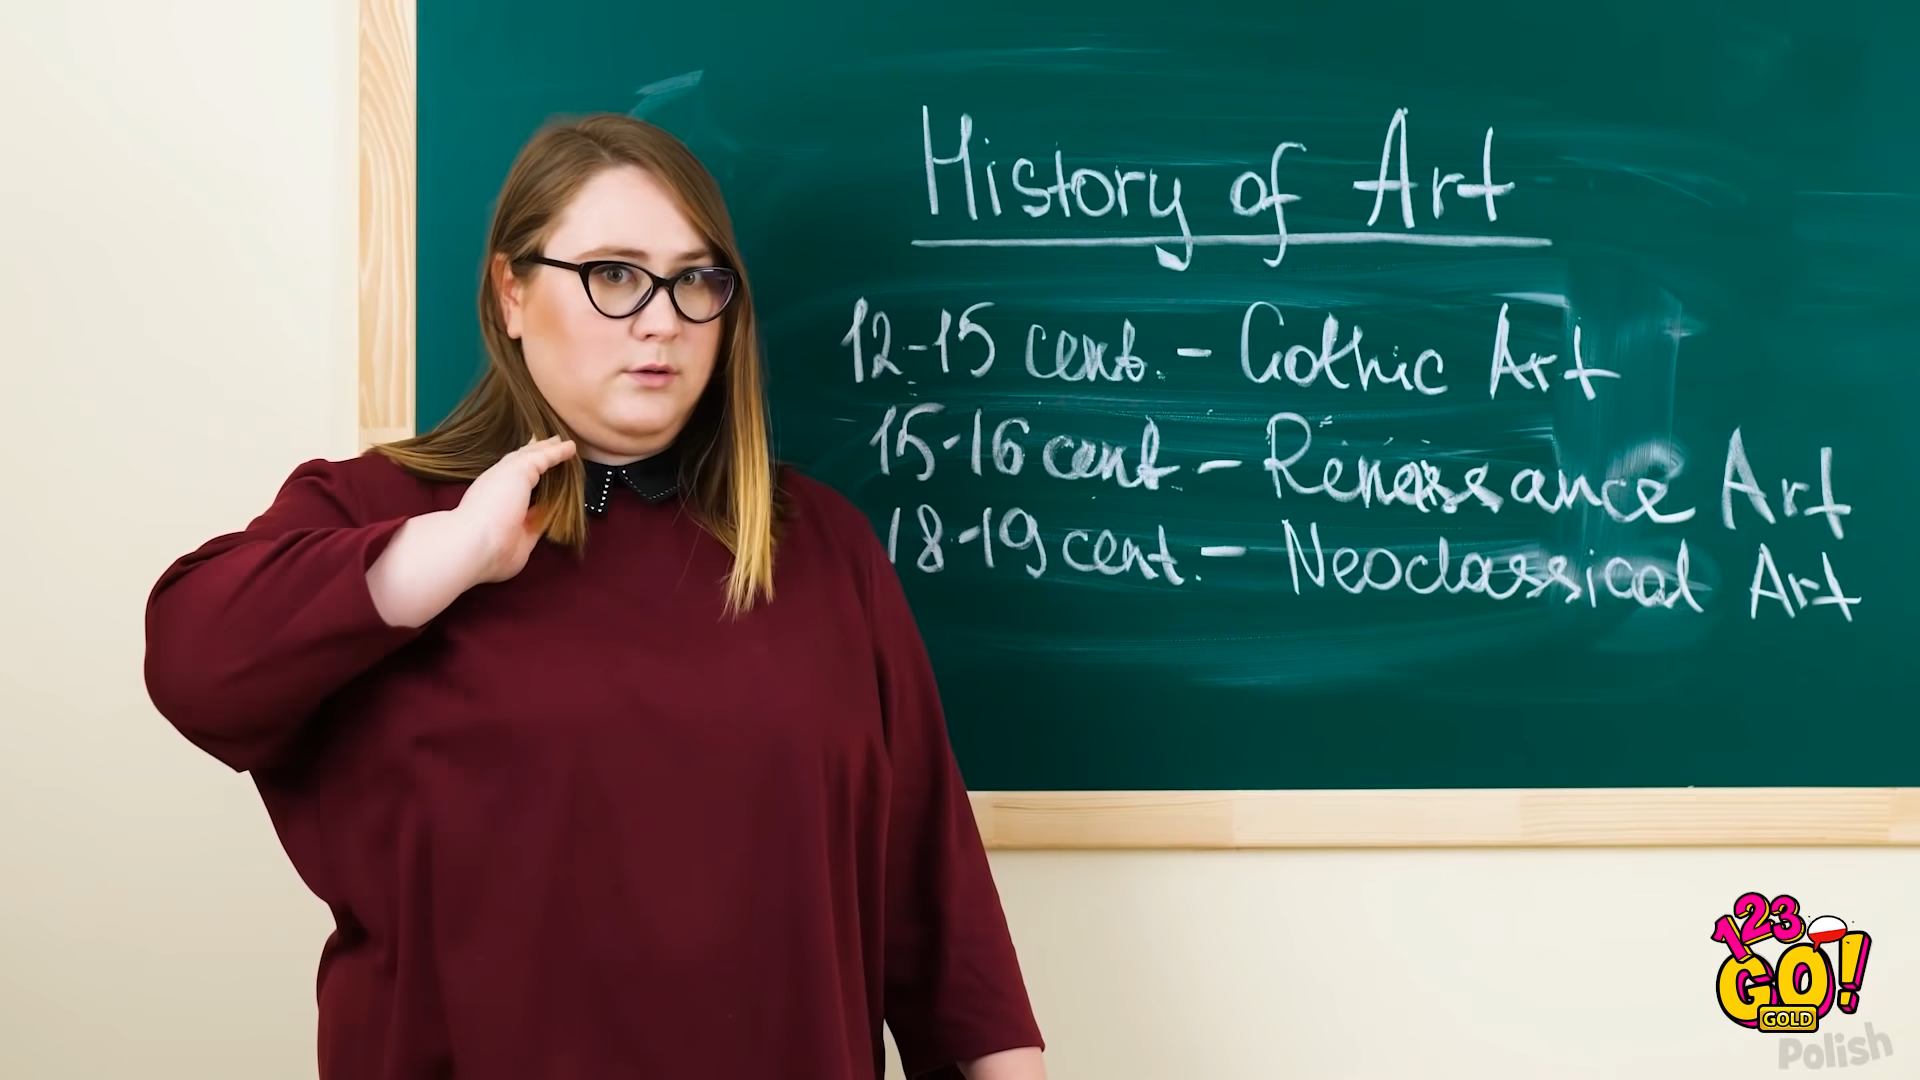 History of Art
12-15 cent. - Gothic Art
15-16 cent - Renaissance Art
18-19 cent. - Neoclassical Art
123
GO!
GOLD
Polish